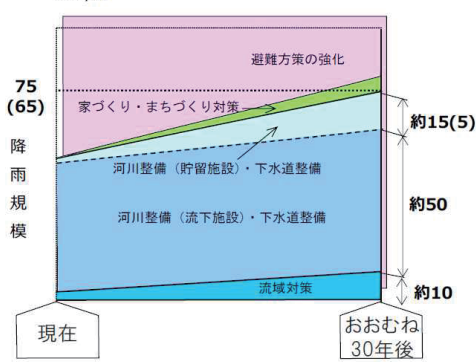 避難方策の強化
75
(65)
家づくり・まちづくり対策
約15(5)
降雨規模
河川整備（貯留施設）・下水道整備
約50
河川整備（流下施設）・下水道整備
流域対策
約10
現在
おおむね
30年後